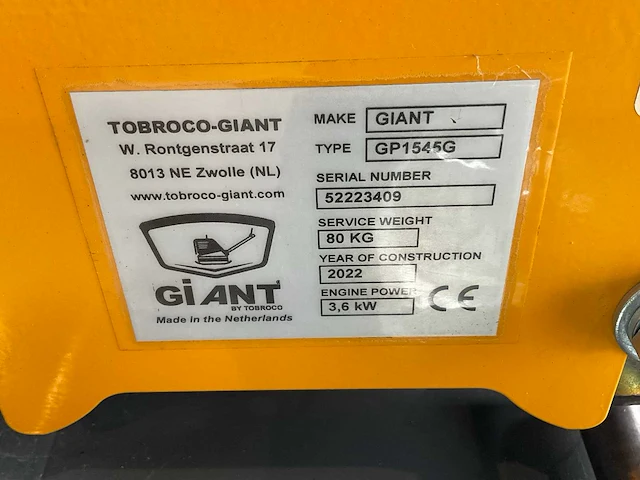 TOBROCO-GIANT
W. Rontgenstraat 17
8013 NE Zwolle (NL)
www.tobroco-giant.com
GiANT
BY TOBROCO
Made in the Netherlands
MAKE GIANT
TYPE GP1545G
SERIAL NUMBER
52223409
SERVICE WEIGHT
80 KG
YEAR OF CONSTRUCTION
2022
ENGINE POWER
3,6 kW
CE